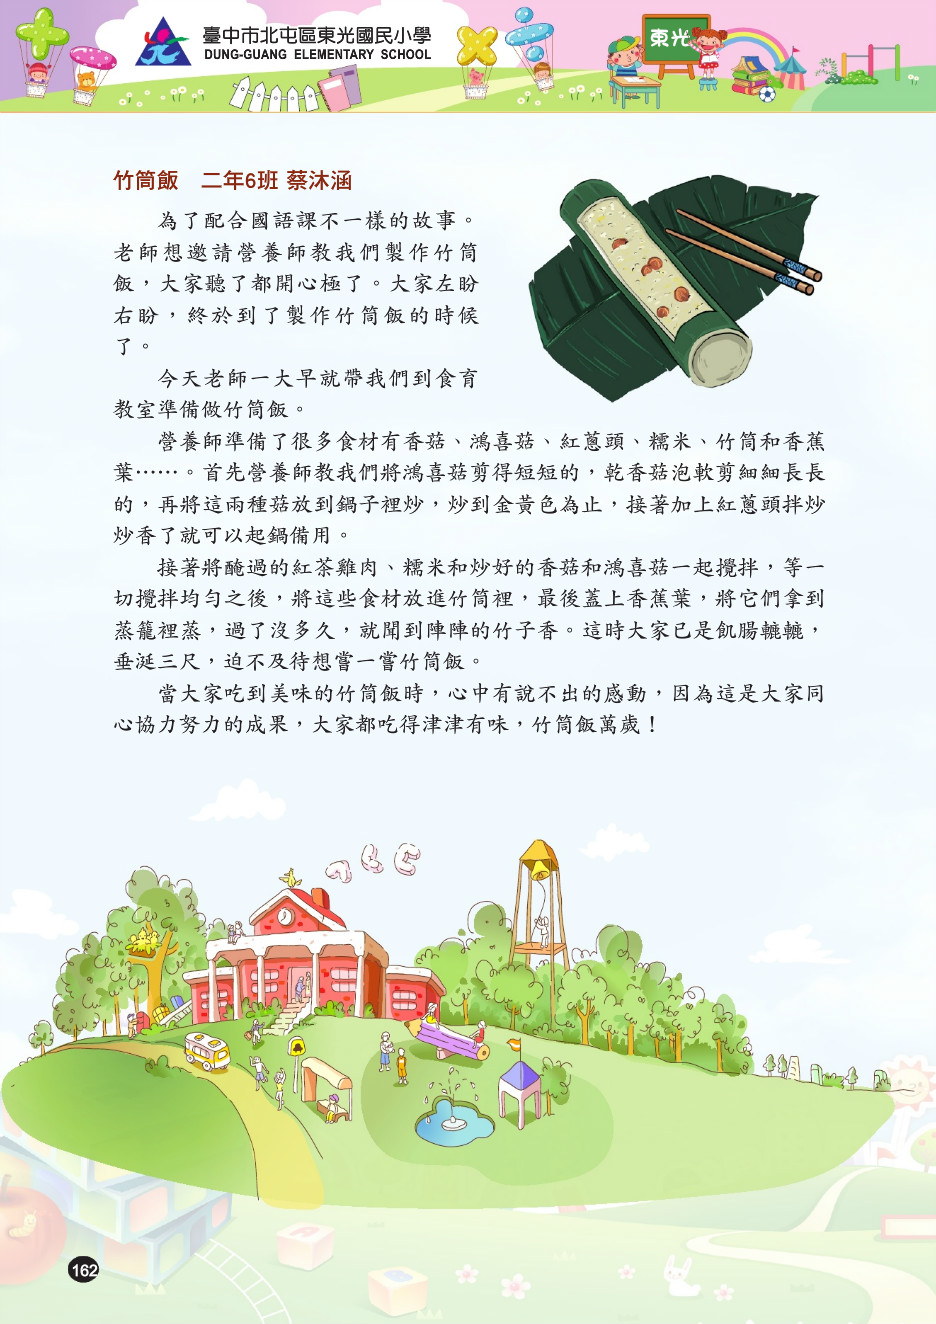 臺中市北屯區東光國民小學
DUNG-GUANG ELEMENTARY SCHOOL
東光
竹筒飯　二年6班 蔡沐涵
為了配合國語課不一樣的故事。
老師想邀請營養師教我們製作竹筒
飯，大家聽了都開心極了。大家左盼
右盼，終於到了製作竹筒飯的時候
了。
今天老師一大早就帶我們到食育
教室準備做竹筒飯。
營養師準備了很多食材有香菇、鴻喜菇、紅蔥頭、糯米、竹筒和香蕉
葉……。首先營養師教我們將鴻喜菇剪得短短的，乾香菇泡軟剪細細長長
的，再將這兩種菇放到鍋子裡炒，炒到金黃色為止，接著加上紅蔥頭拌炒
炒香了就可以起鍋備用。
接著將醃過的紅茶雞肉、糯米和炒好的香菇和鴻喜菇一起攪拌，等一
切攪拌均勻之後，將這些食材放進竹筒裡，最後蓋上香蕉葉，將它們拿到
蒸籠裡蒸，過了沒多久，就聞到陣陣的竹子香。這時大家已是飢腸轆轆，
垂涎三尺，迫不及待想嘗一嘗竹筒飯。
當大家吃到美味的竹筒飯時，心中有說不出的感動，因為這是大家同
心協力努力的成果，大家都吃得津津有味，竹筒飯萬歲！
162